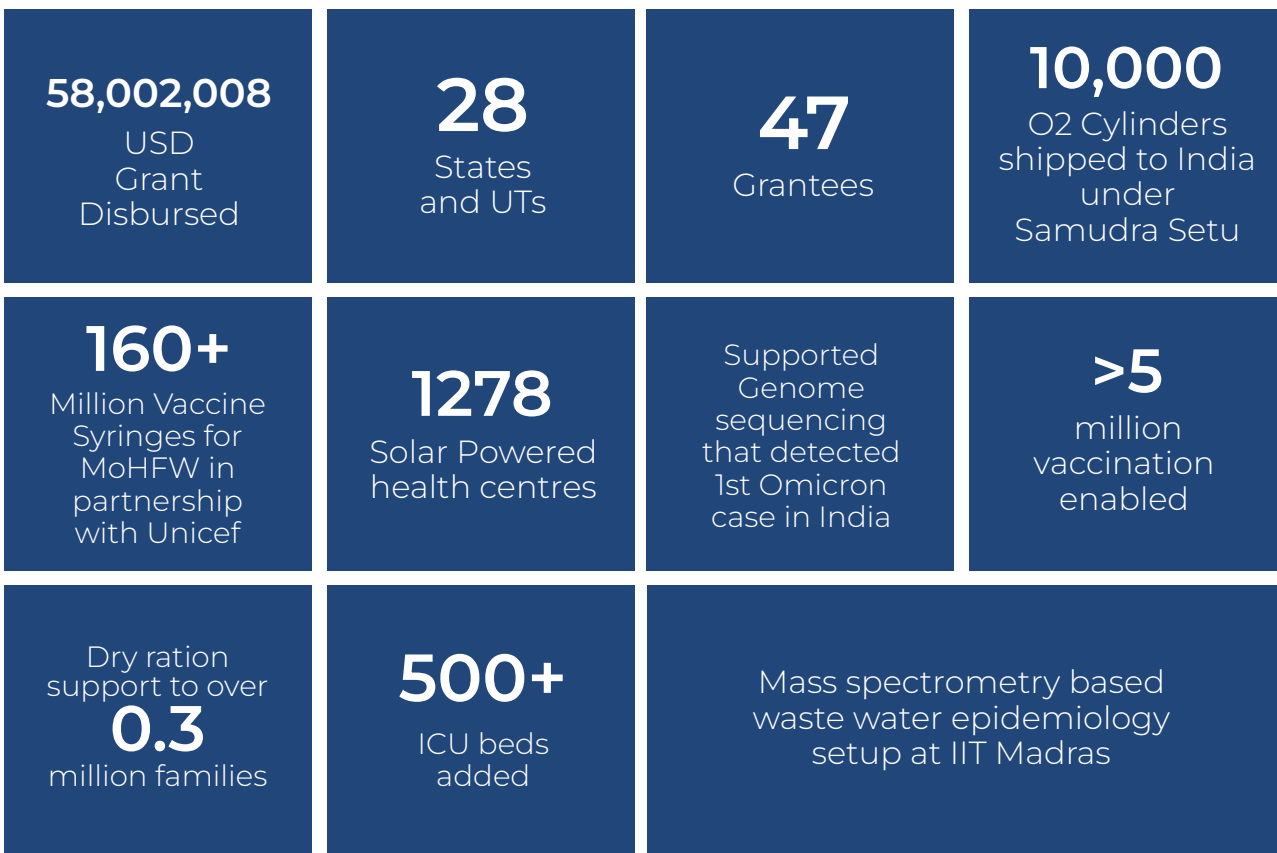 58,002,008
USD
Grant
Disbursed
28
States
and UTs
47
Grantees
10,000
O2 Cylinders
shipped to India
under
Samudra Setu
160+
Million Vaccine
Syringes for
MoHFW in
partnership
with Unicef
1278
Solar Powered
health centres
Supported
Genome
sequencing
that detected
1st Omicron
case in India
>5
million
vaccination
enabled
Dry ration
support to over
0.3
million families
500+
ICU beds
added
Mass spectrometry based
waste water epidemiology
setup at IIT Madras